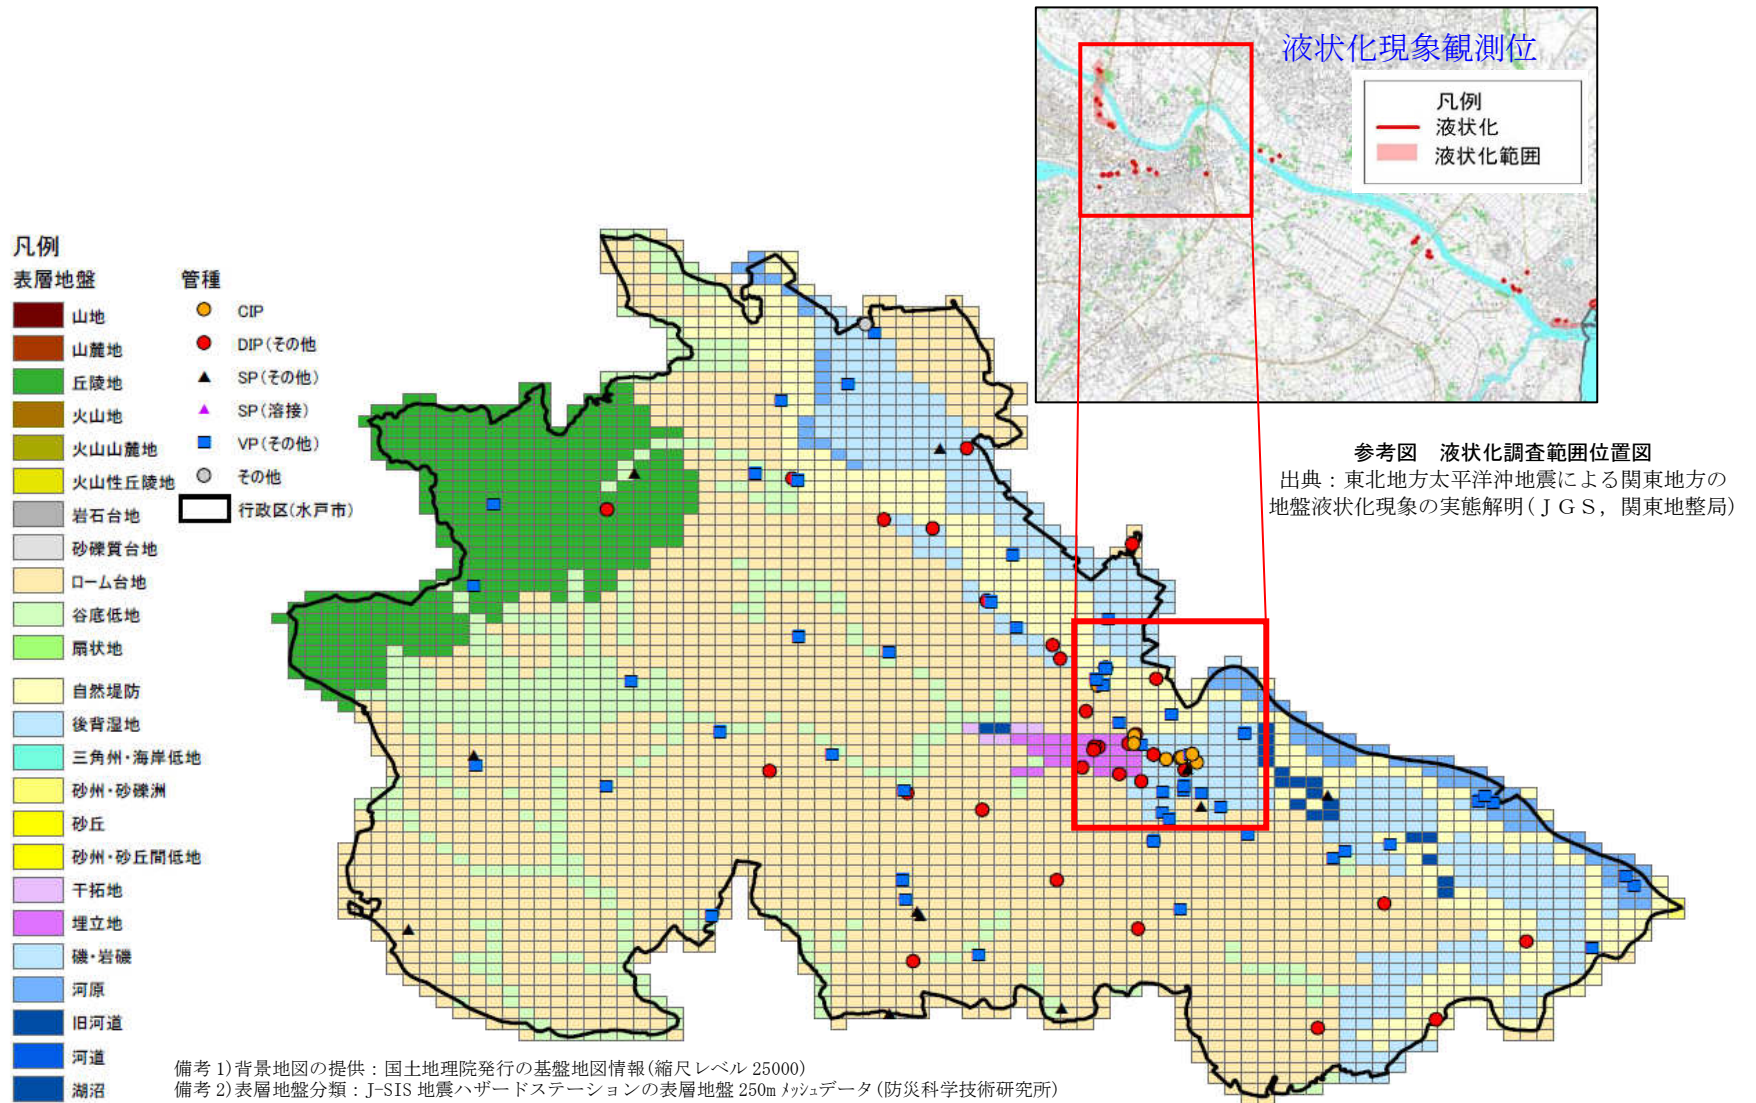 液状化現象観測位
凡例
液状化
液状化範囲
参考図　液状化調査範囲位置図
出典：東北地方太平洋沖地震による関東地方の
地盤液状化現象の実態解明（ＪＧＳ，関東地整局）
凡例
表層地盤
山地
山麓地
丘陵地
火山地
火山山麓地
火山性丘陵地
岩石台地
砂礫質台地
ローム台地
谷底低地
扇状地
自然堤防
後背湿地
三角州・海岸低地
砂州・砂礫洲
砂丘
砂州・砂丘間低地
干拓地
埋立地
磯・岩礁
河原
旧河道
河道
湖沼
管種
CIP
DIP(その他
SP(その他)
SP(溶接)
VP(その他)
その他
行政区(水戸市)
備考 1)背景地図の提供：国土地理院発行の基盤地図情報(縮尺レベル 25000)
備考 2)表層地盤分類：J-SIS 地震ハザードステーションの表層地盤 250m メッシュデータ(防災科学技術研究所)